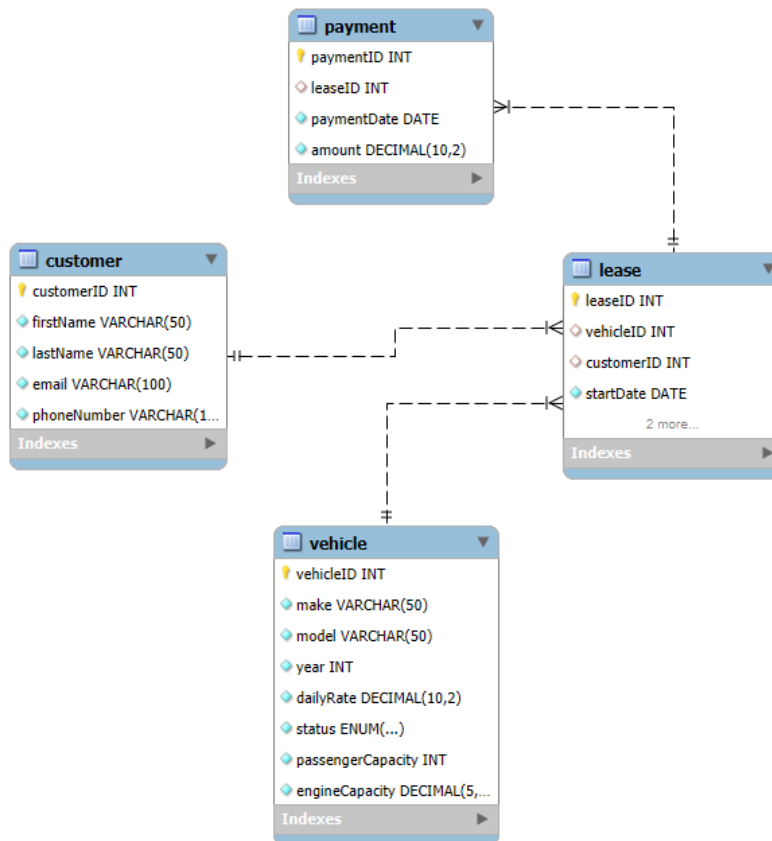 payment
paymentID INT
leaseID INT
paymentDate DATE
amount DECIMAL(10,2)
Indexes
customer
customerID INT
firstName VARCHAR(50)
lastName VARCHAR(50)
email VARCHAR(100)
phoneNumber VARCHAR(1...
Indexes
lease
leaseID INT
vehicleID INT
customerID INT
startDate DATE
2 more...
Indexes
vehicle
vehicleID INT
make VARCHAR(50)
model VARCHAR(50)
year INT
dailyRate DECIMAL(10,2)
status ENUM(...)
passengerCapacity INT
engineCapacity DECIMAL(5,...
Indexes